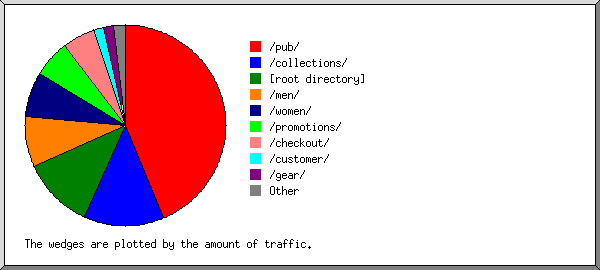 /pub/
/collections/
[root directory]
/men/
/women/
/promotions/
/checkout/
/customer/
/gear/
Other
The wedges are plotted by the amount of traffic.